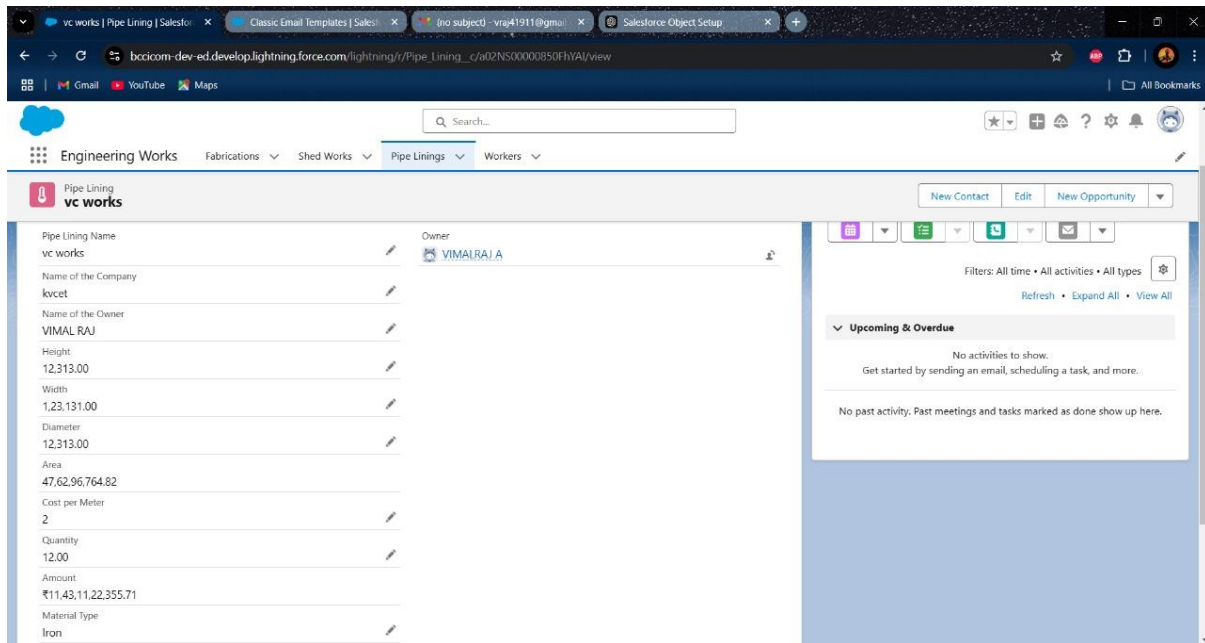 vc works | Pipe Lining | Salesfor
Classic Email Templates | Salesf
(no subject) - vraj41911@gmai
Salesforce Object Setup
bccicom-dev-ed.develop.lightning.force.com/lightning/r/Pipe_Lining__c/a02NS00000850FhYAI/view
ABP
Gmail YouTube Maps
All Bookmarks
Search...
Engineering Works Fabrications Shed Works Pipe Linings Workers
Pipe Lining
vc works
New Contact Edit New Opportunity
Pipe Lining Name
vc works
Owner
VIMALRAJ A
Name of the Company
kvcet
Name of the Owner
VIMAL RAJ
Height
12,313.00
Width
1,23,131.00
Diameter
12,313.00
Area
47,62,96,764.82
Cost per Meter
2
Quantity
12.00
Amount
₹11,43,11,22,355.71
Material Type
Iron
Filters: All time • All activities • All types
Refresh • Expand All • View All
Upcoming & Overdue
No activities to show.
Get started by sending an email, scheduling a task, and more.
No past activity. Past meetings and tasks marked as done show up here.